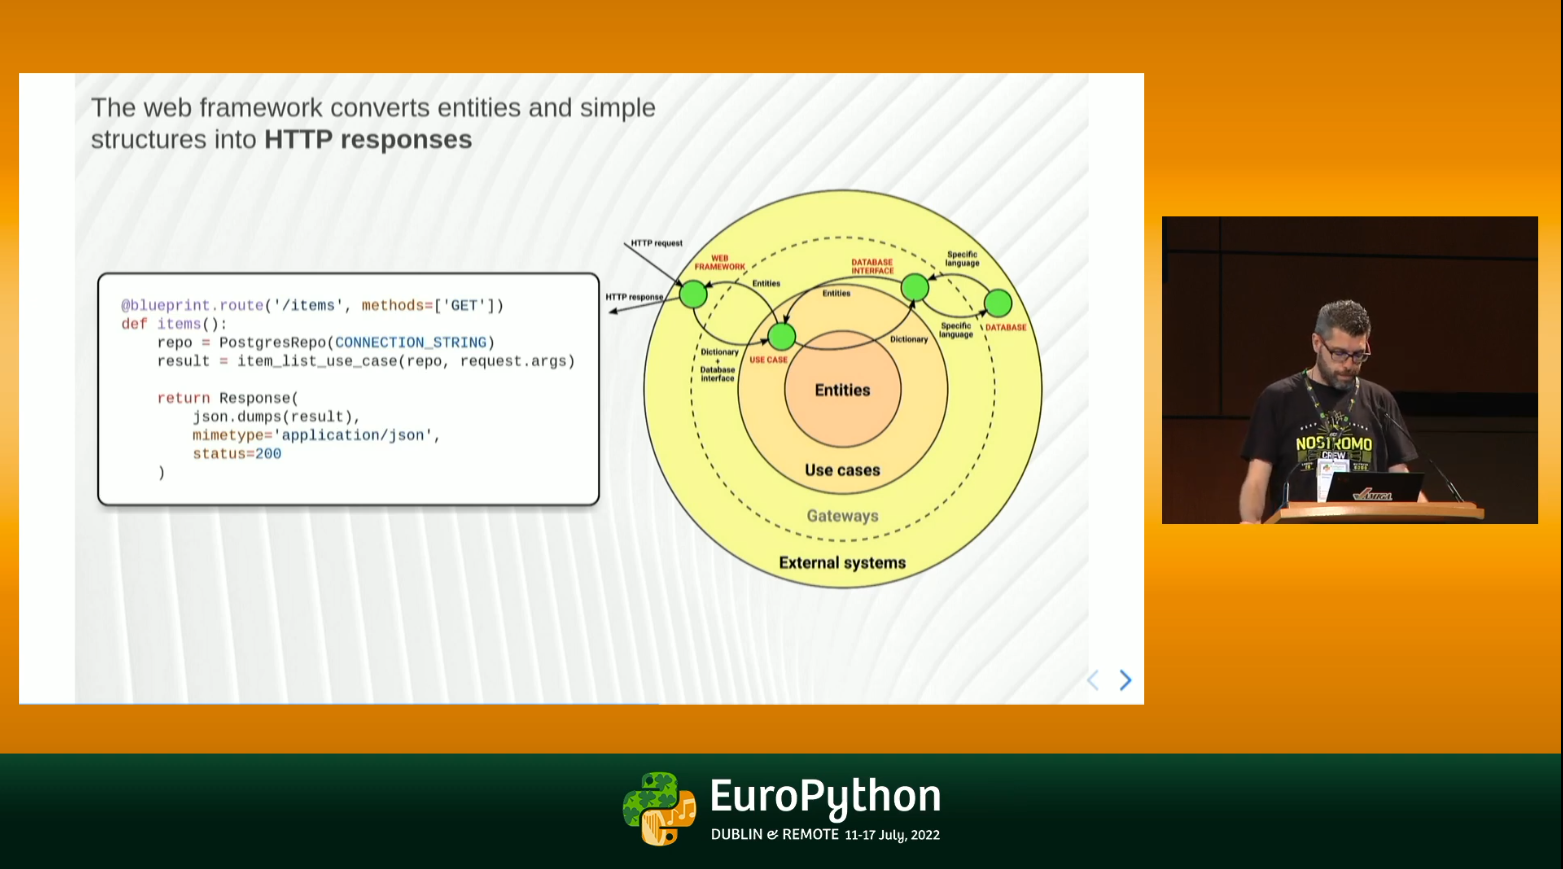 The web framework converts entities and simple
structures into HTTP responses
@blueprint.route('/items', methods=['GET'])
def items():
    repo = PostgresRepo(CONNECTION_STRING)
    result = item_list_use_case(repo, request.args)
    return Response(
        json.dumps(result),
        mimetype='application/json',
        status=200
    )
HTTP request
HTTP response
WEB
FRAMEWORK
Entities
Dictionary
+
Database
interface
USE CASE
DATABASE
INTERFACE
Entities
Dictionary
Specific
language
Specific
language
DATABASE
Entities
Use cases
Gateways
External systems
NOSTROMO
CREW
AMIGA
EuroPython
DUBLIN & REMOTE 11-17 July, 2022